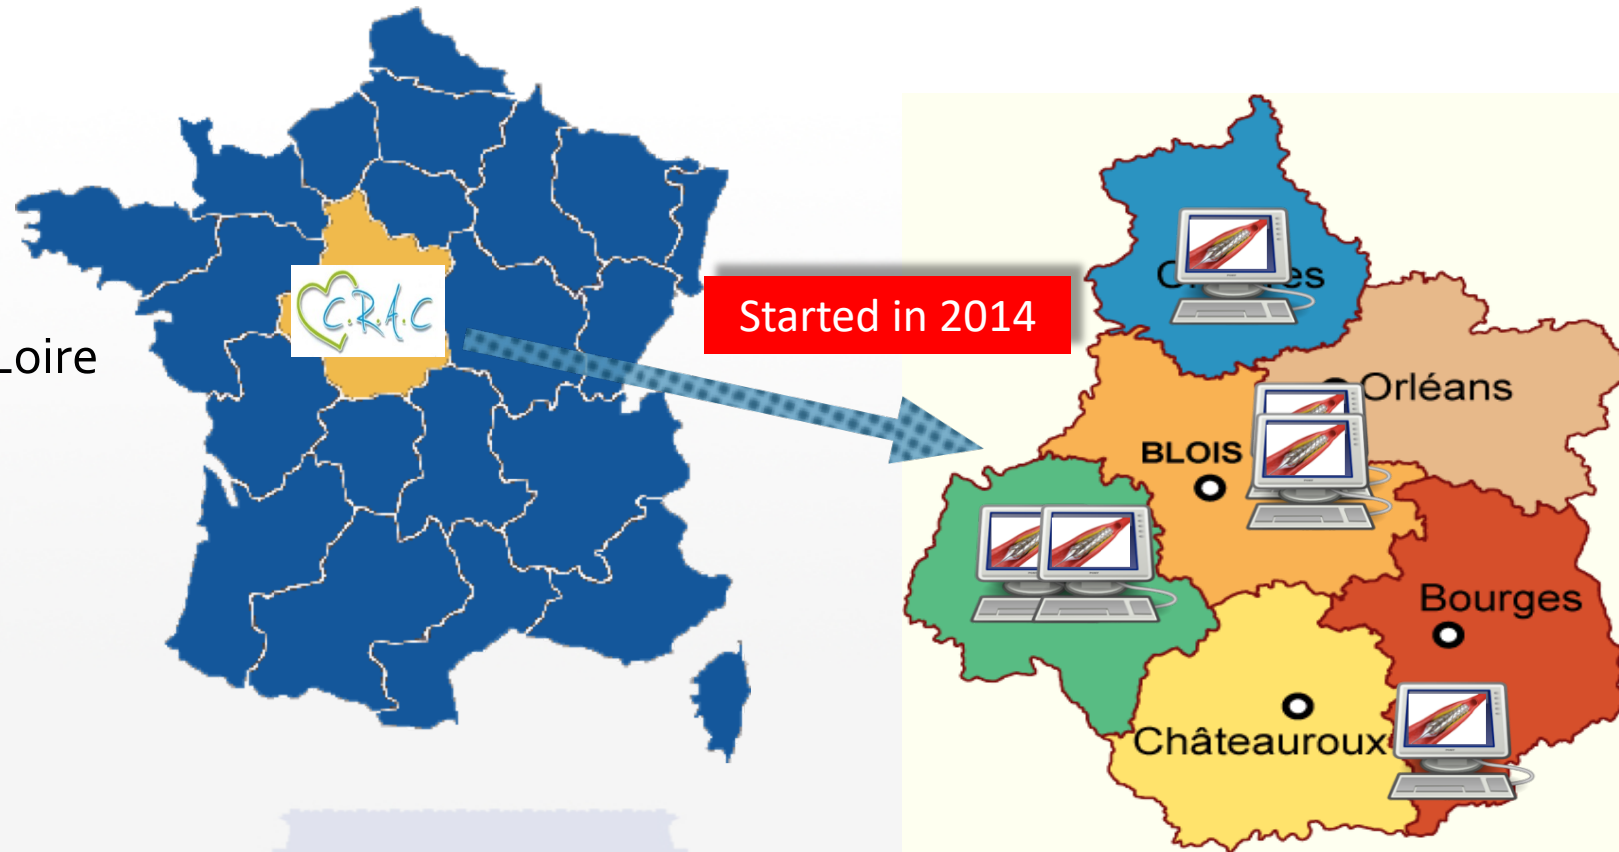 Loire
C.R.A.C
Started in 2014
Orléans
BLOIS
Bourges
Châteauroux